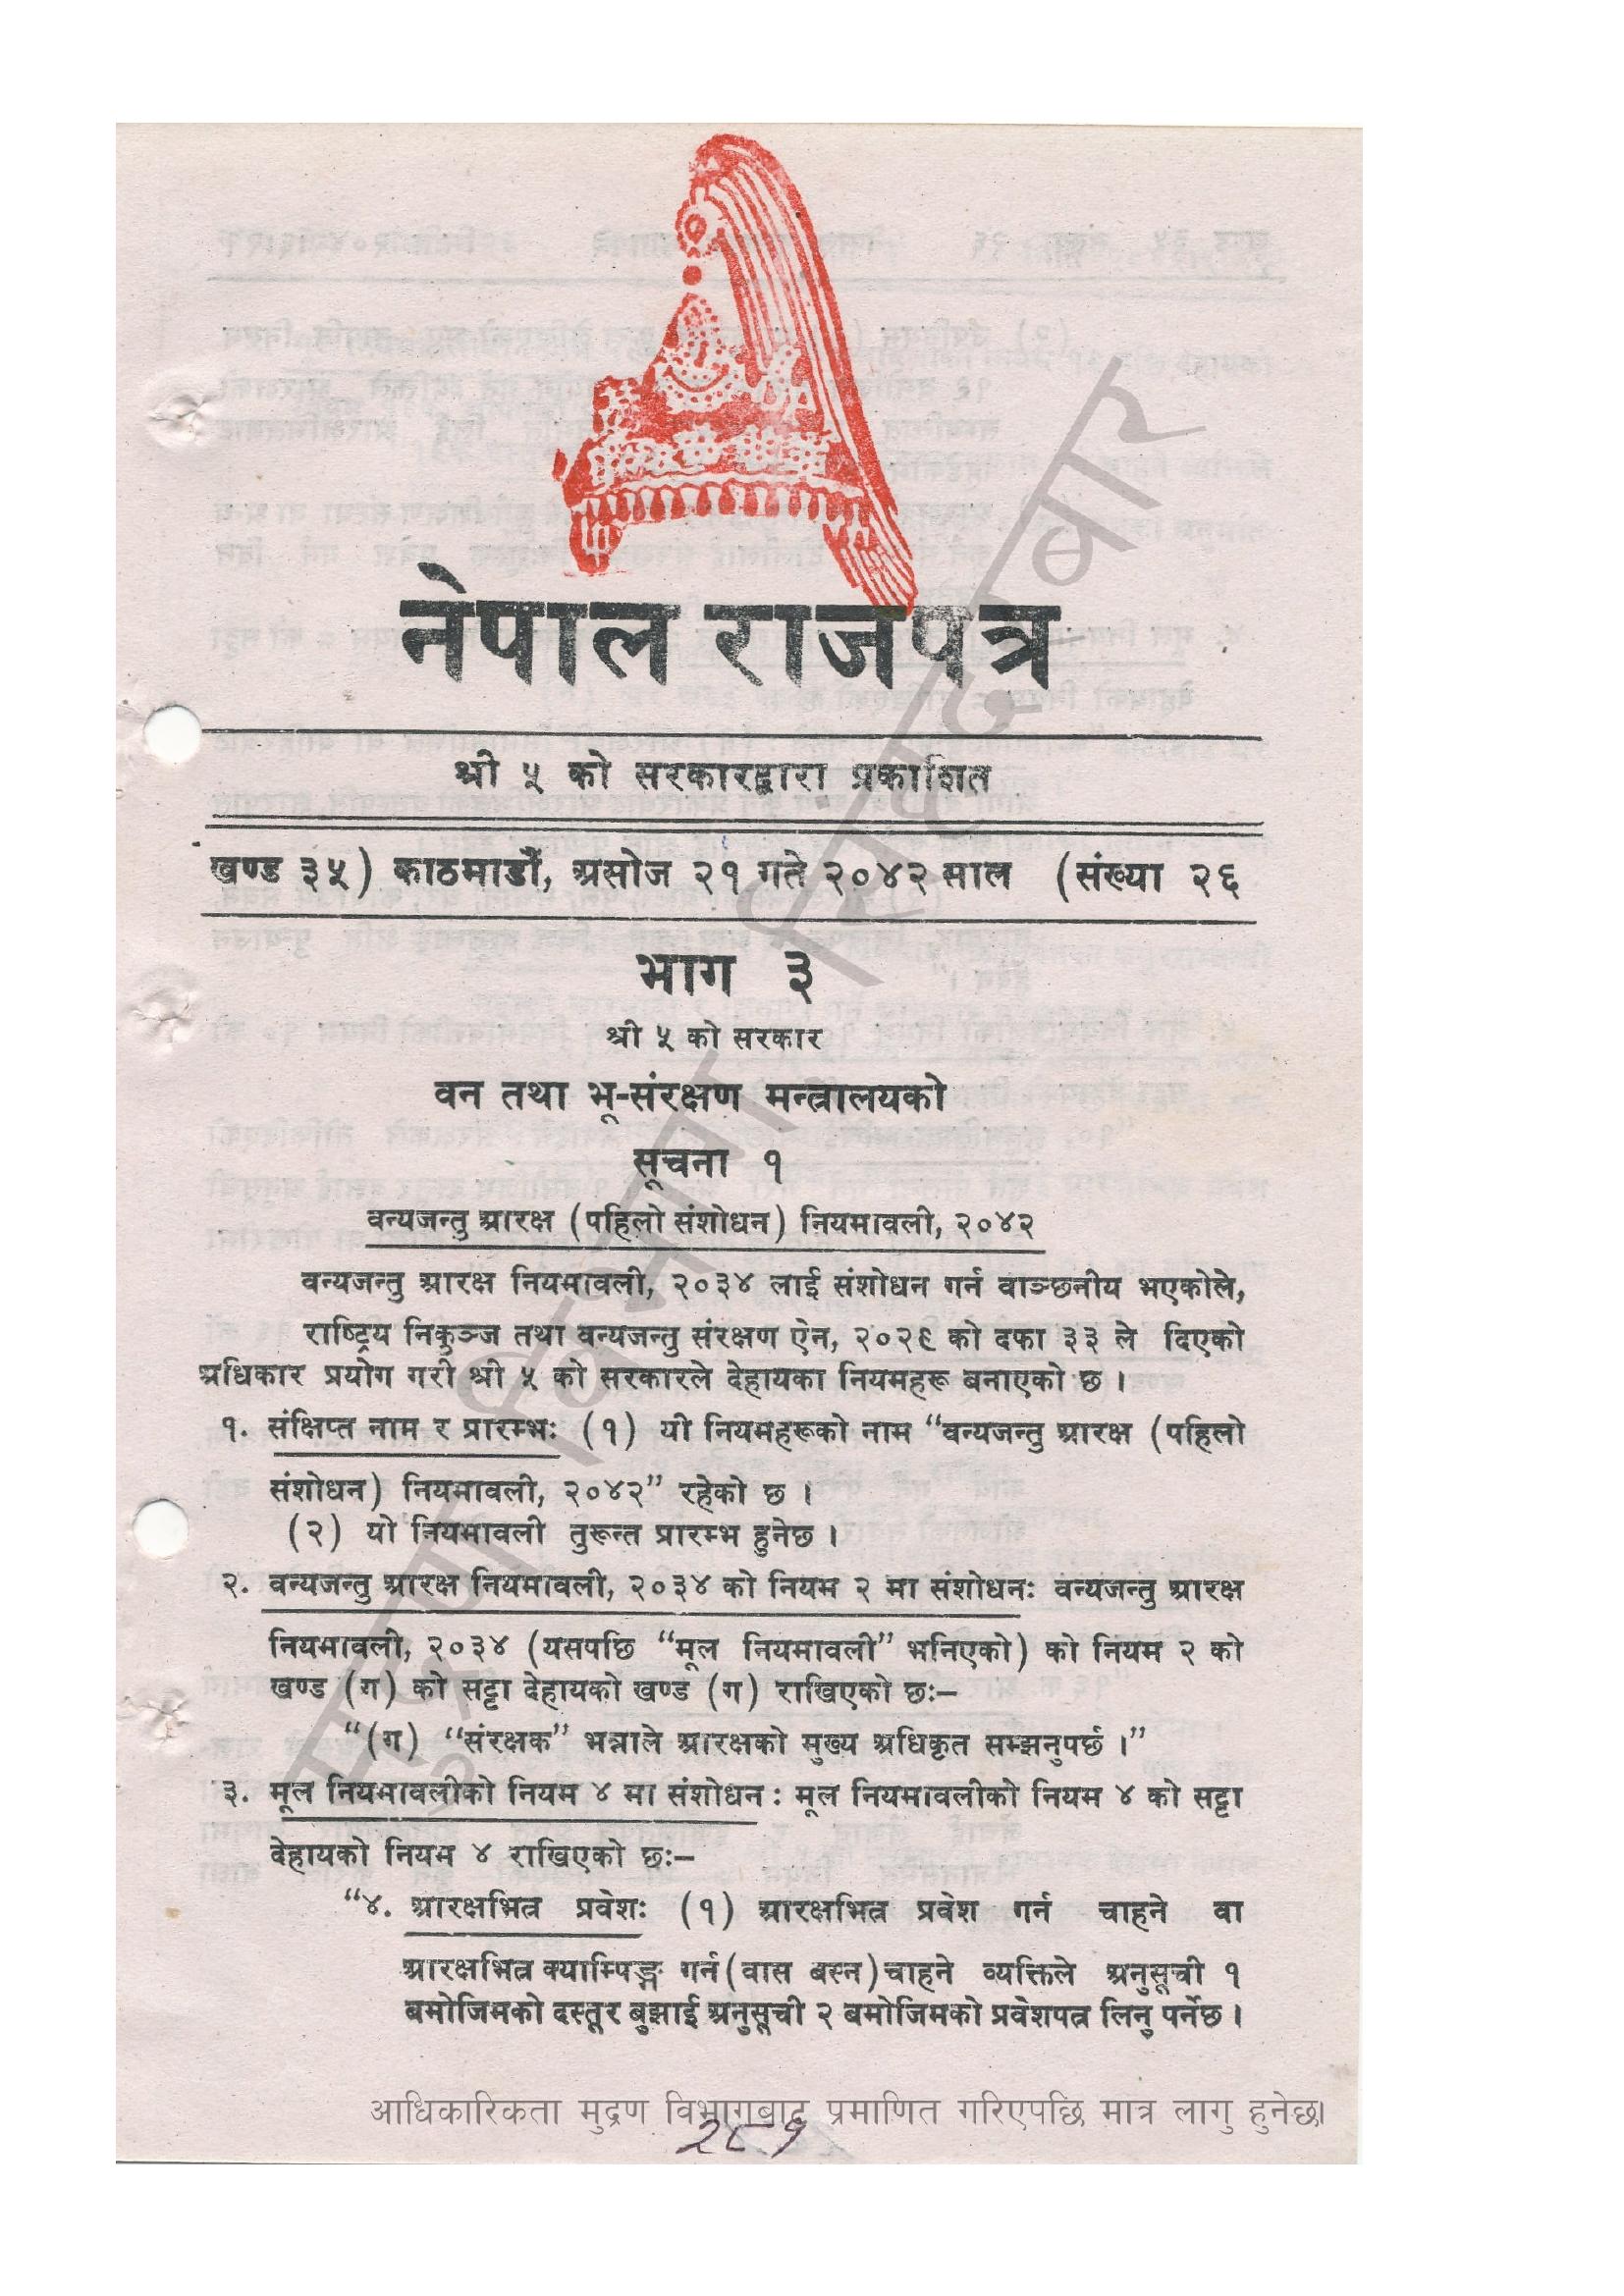 नेपाल राजपत्र
श्री ५ को सरकारद्वारा प्रकाशित
खण्ड ३५) काठमाडौं, असोज २१ गते २०४२ साल (संख्या २६
भाग ३
श्री ५ को सरकार
वन तथा भू-संरक्षण मन्त्रालयको
सूचना १
वन्यजन्तु आरक्ष (पहिलो संशोधन) नियमावली, २०४२
वन्यजन्तु आरक्ष नियमावली, २०३४ लाई संशोधन गर्न वाञ्छनीय भएकोले,
राष्ट्रिय निकुञ्ज तथा वन्यजन्तु संरक्षण ऐन, २०२९ को दफा ३३ ले दिएको
अधिकार प्रयोग गरी श्री ५ को सरकारले देहायका नियमहरू बनाएको छ ।
१. संक्षिप्त नाम र प्रारम्भः (१) यी नियमहरूको नाम “वन्यजन्तु आरक्ष (पहिलो
संशोधन) नियमावली, २०४२” रहेको छ ।
(२) यो नियमावली तुरून्त प्रारम्भ हुनेछ ।
२. वन्यजन्तु आरक्ष नियमावली, २०३४ को नियम २ मा संशोधनः वन्यजन्तु आरक्ष
नियमावली, २०३४ (यसपछि “मूल नियमावली” भनिएको) को नियम २ को
खण्ड (ग) को सट्टा देहायको खण्ड (ग) राखिएको छः–
“(ग) “संरक्षक” भन्नाले आरक्षको मुख्य अधिकृत सम्झनुपर्छ ।”
३. मूल नियमावलीको नियम ४ मा संशोधन : मूल नियमावलीको नियम ४ को सट्टा
देहायको नियम ४ राखिएको छः–
“४. आरक्षभित्र प्रवेशः (१) आरक्षभित्र प्रवेश गर्न चाहने वा
आरक्षभित्र क्याम्पिङ्ग गर्न (वास बस्न) चाहने व्यक्तिले अनुसूची १
बमोजिमको दस्तूर बुझाई अनुसूची २ बमोजिमको प्रवेशपत्र लिनु पर्नेछ ।
आधिकारिकता मुद्रण विभागबाट प्रमाणित गरिएपछि मात्र लागु हुनेछ।
२८१